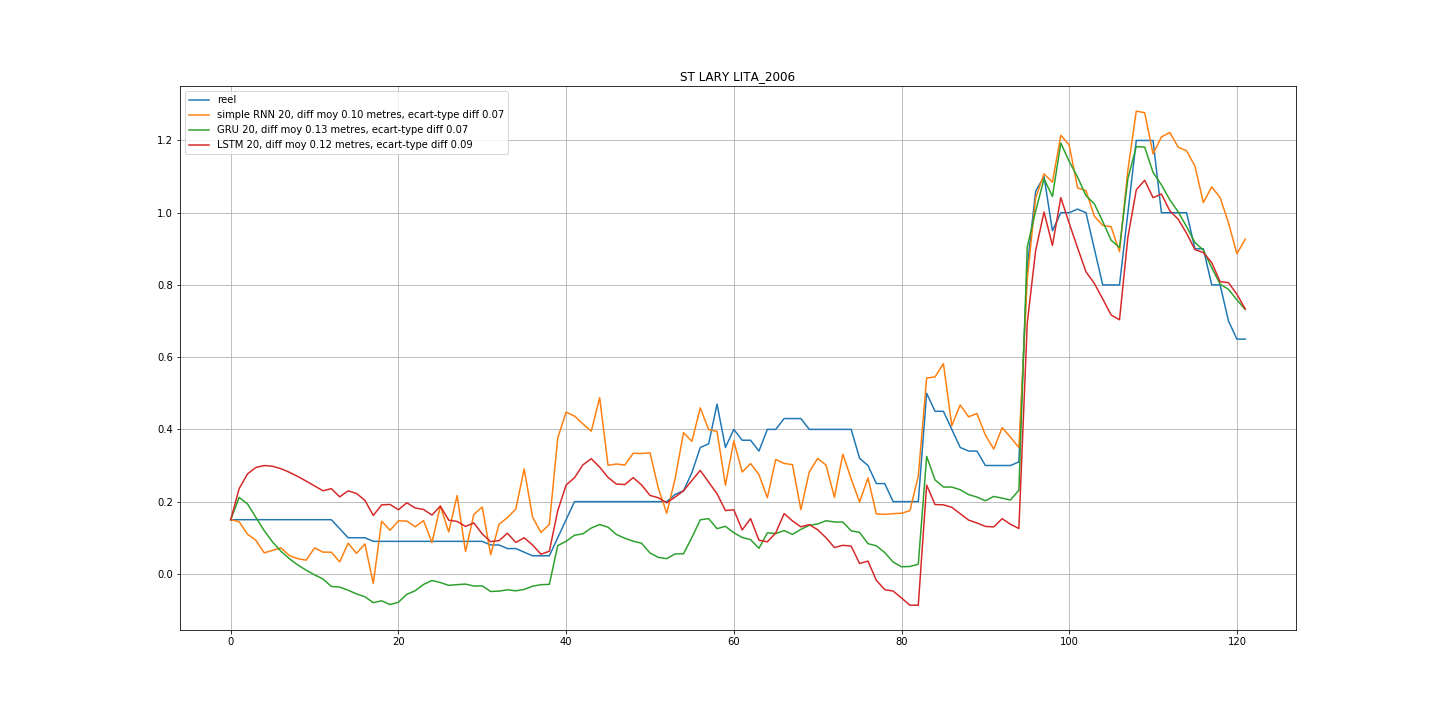 ST LARY LITA_2006
reel
simple RNN 20, diff moy 0.10 metres, ecart-type diff 0.07
GRU 20, diff moy 0.13 metres, ecart-type diff 0.07
LSTM 20, diff moy 0.12 metres, ecart-type diff 0.09
1.2
1.0
0.8
0.6
0.4
0.2
0.0
0 20 40 60 80 100 120